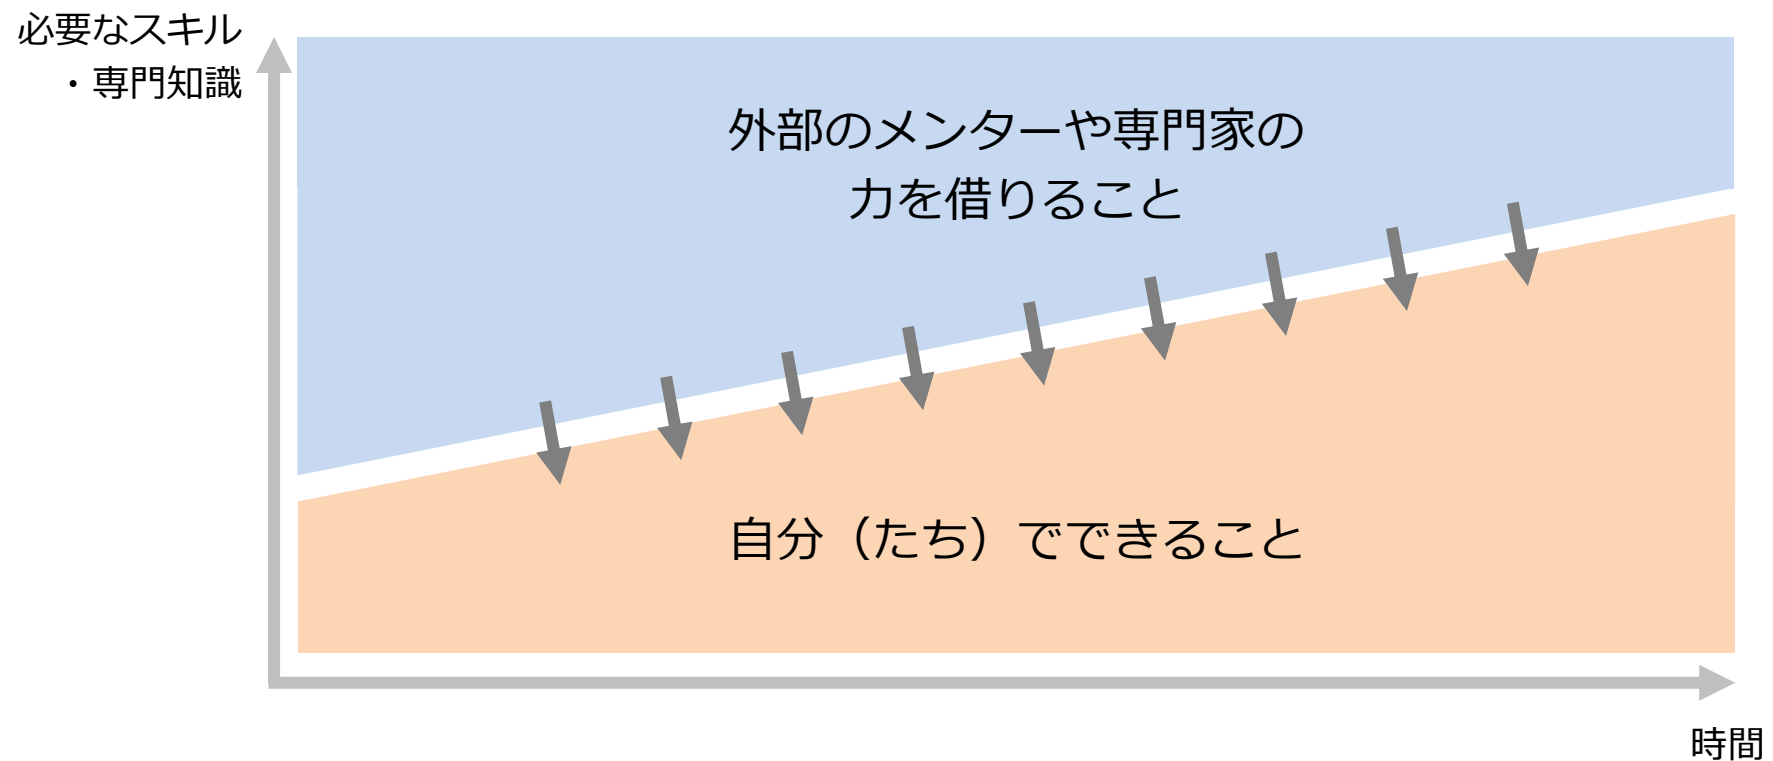 必要なスキル
・専門知識
外部のメンターや専門家の
力を借りること
自分（たち）でできること
時間